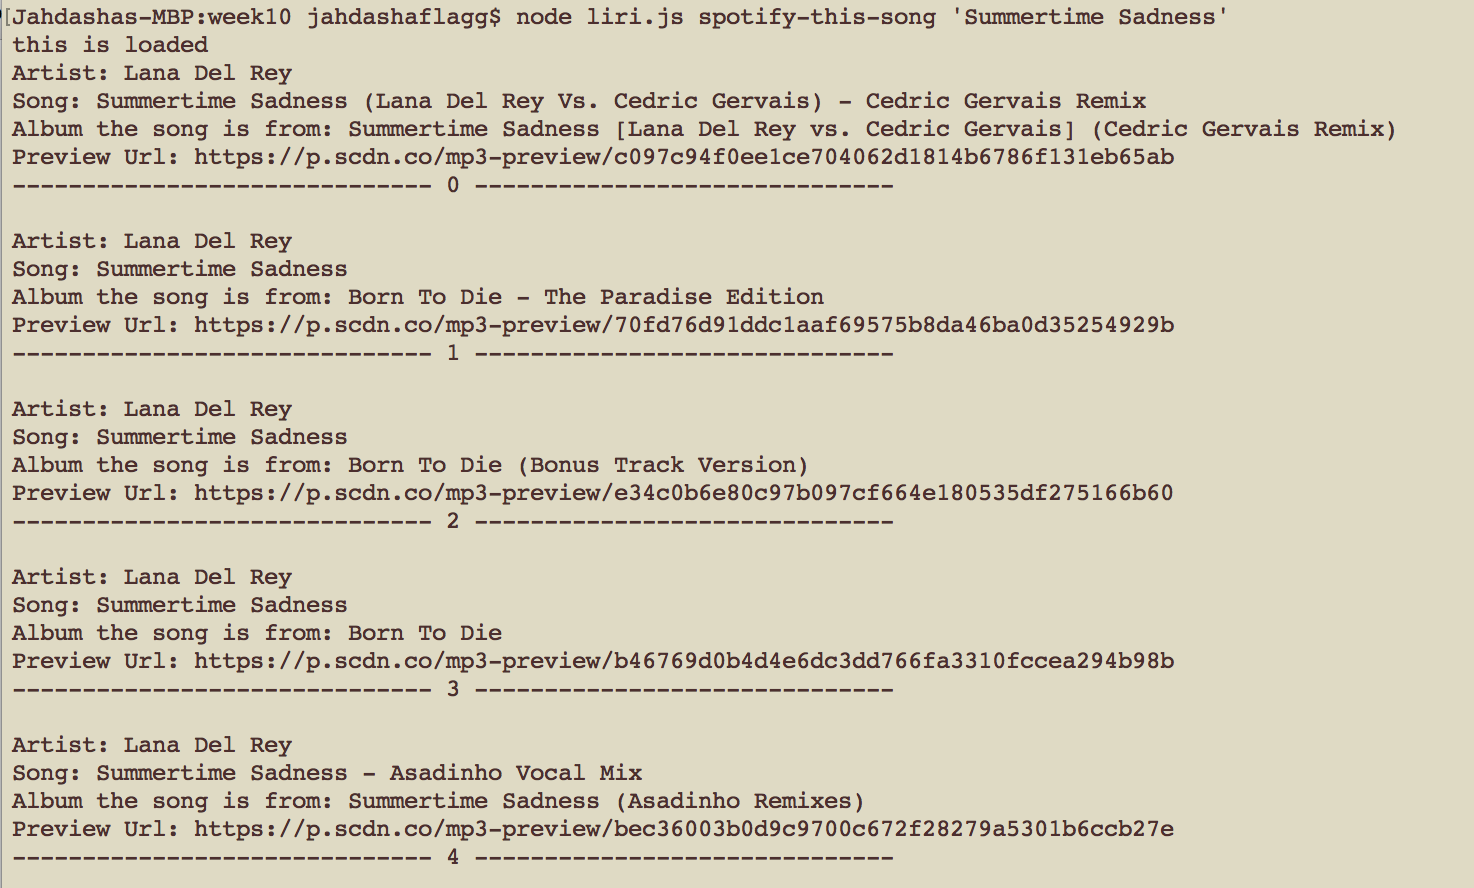 [Jahdashas-MBP:week10 jahdashaflagg$ node liri.js spotify-this-song 'Summertime Sadness'
this is loaded
Artist: Lana Del Rey
Song: Summertime Sadness (Lana Del Rey Vs. Cedric Gervais) - Cedric Gervais Remix
Album the song is from: Summertime Sadness [Lana Del Rey vs. Cedric Gervais] (Cedric Gervais Remix)
Preview Url: https://p.scdn.co/mp3-preview/c097c94f0ee1ce704062d1814b6786f131eb65ab
------------------------------ 0 ------------------------------
Artist: Lana Del Rey
Song: Summertime Sadness
Album the song is from: Born To Die - The Paradise Edition
Preview Url: https://p.scdn.co/mp3-preview/70fd76d91ddc1aaf69575b8da46ba0d35254929b
------------------------------ 1 ------------------------------
Artist: Lana Del Rey
Song: Summertime Sadness
Album the song is from: Born To Die (Bonus Track Version)
Preview Url: https://p.scdn.co/mp3-preview/e34c0b6e80c97b097cf664e180535df275166b60
------------------------------ 2 ------------------------------
Artist: Lana Del Rey
Song: Summertime Sadness
Album the song is from: Born To Die
Preview Url: https://p.scdn.co/mp3-preview/b46769d0b4d4e6dc3dd766fa3310fccea294b98b
------------------------------ 3 ------------------------------
Artist: Lana Del Rey
Song: Summertime Sadness - Asadinho Vocal Mix
Album the song is from: Summertime Sadness (Asadinho Remixes)
Preview Url: https://p.scdn.co/mp3-preview/bec36003b0d9c9700c672f28279a5301b6ccb27e
------------------------------ 4 ------------------------------